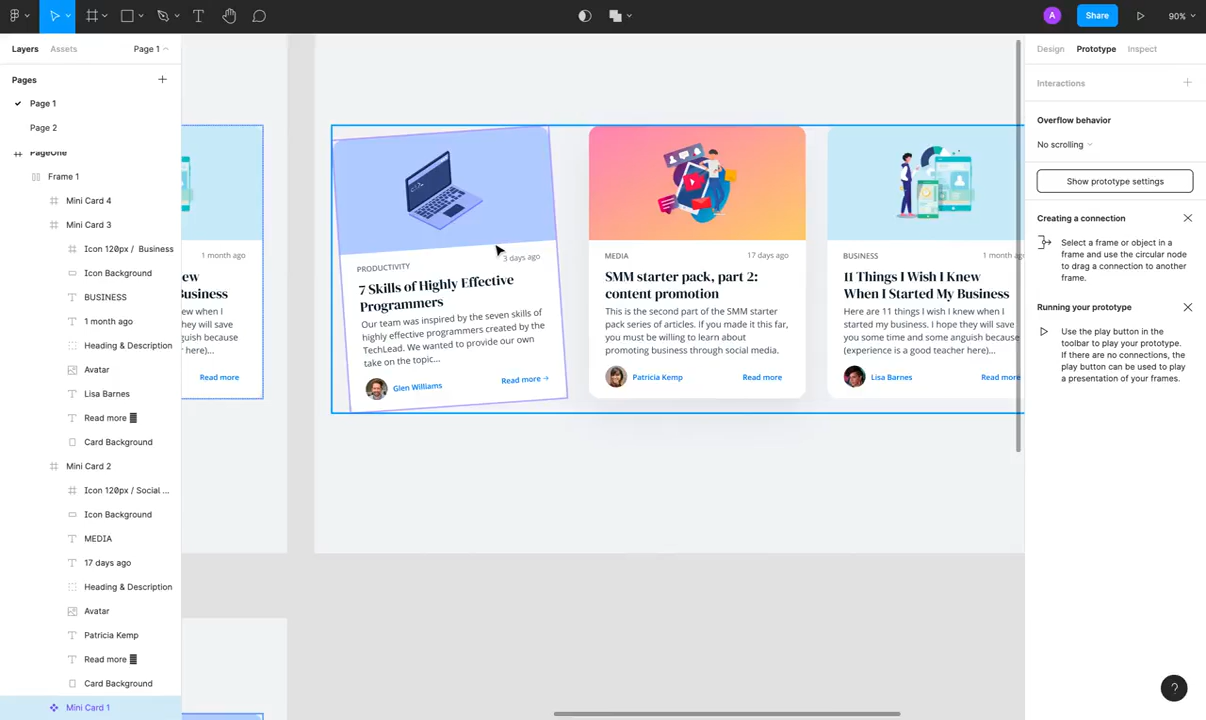 A
Share
90%
Layers
Assets
Page 1
Pages
Page 1
Page 2
PageOne
Frame 1
Mini Card 4
Mini Card 3
Icon 120px / Business
Icon Background
BUSINESS
1 month ago
Heading & Description
Avatar
Lisa Barnes
Read more
Card Background
Mini Card 2
Icon 120px / Social ...
Icon Background
MEDIA
17 days ago
Heading & Description
Avatar
Patricia Kemp
Read more
Card Background
Mini Card 1
1 month ago
new
Business
ew when I
they will save
guish because
here)...
Read more
PRODUCTIVITY
3 days ago
7 Skills of Highly Effective
Programmers
Our team was inspired by the seven skills of
highly effective programmers created by the
TechLead. We wanted to provide our own
take on the topic...
Glen Williams
Read more →
MEDIA
17 days ago
SMM starter pack, part 2:
content promotion
This is the second part of the SMM starter
pack series of articles. If you made it this far,
you must be willing to learn about
promoting business through social media.
Patricia Kemp
Read more
BUSINESS
1 month ago
11 Things I Wish I Knew
When I Started My Business
Here are 11 things I wish I knew when I
started my business. I hope they will save
you some time and some anguish because
(experience is a good teacher here)...
Lisa Barnes
Read more
Design
Prototype
Inspect
Interactions
Overflow behavior
No scrolling
Show prototype settings
Creating a connection
Select a frame or object in a
frame and use the circular node
to drag a connection to another
frame.
Running your prototype
Use the play button in the
toolbar to play your prototype.
If there are no connections, the
play button can be used to play
a presentation of your frames.
?